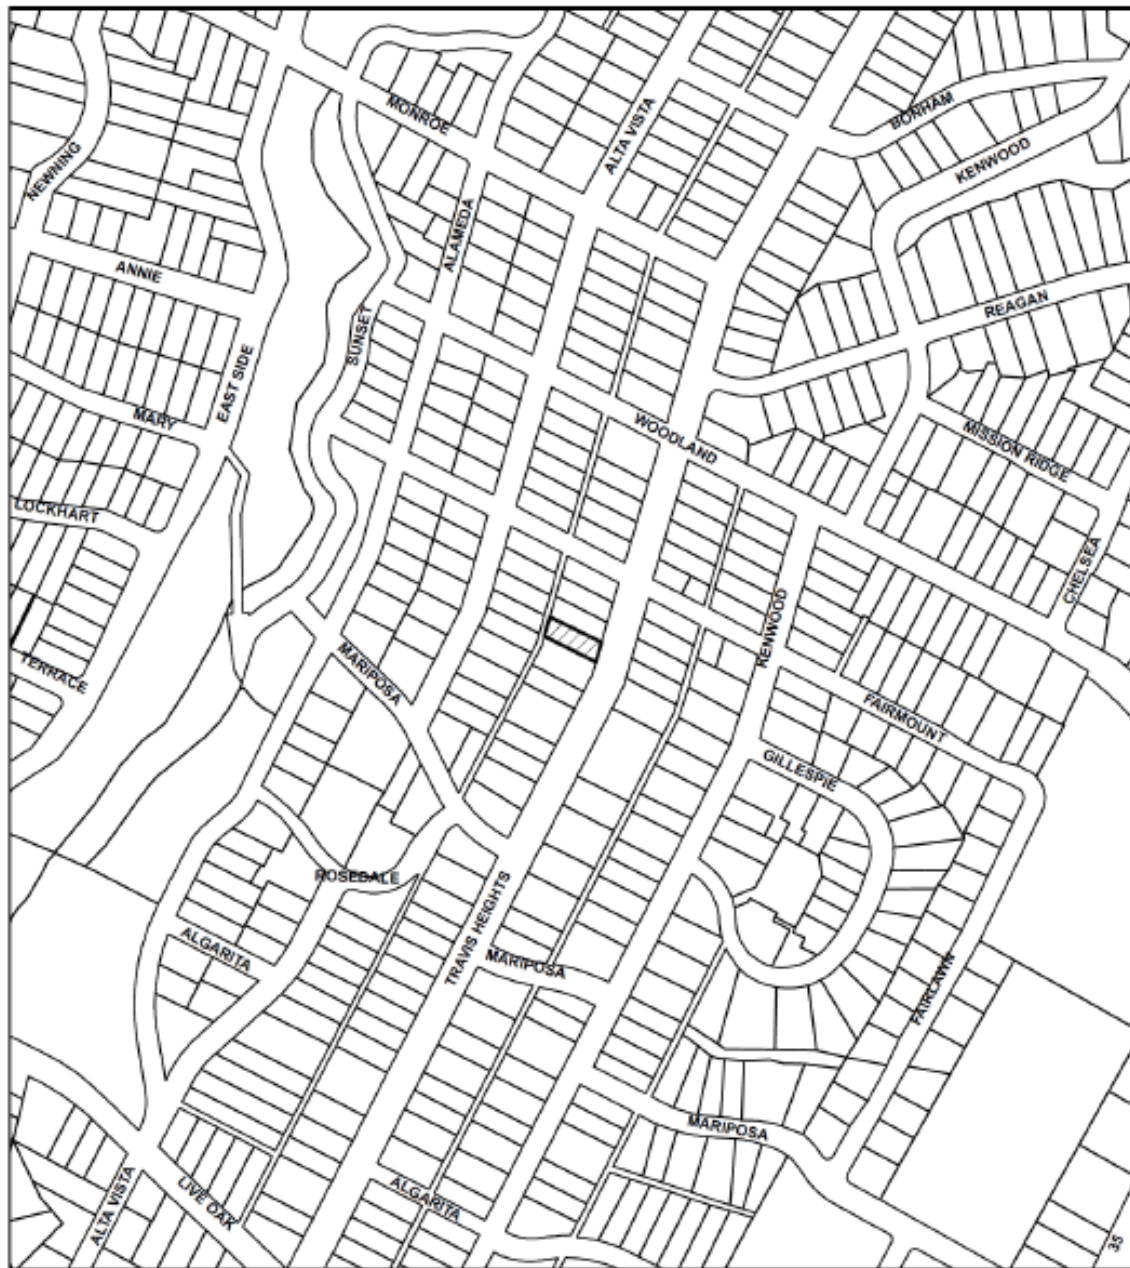 MONROE
ALTA VISTA
BONHAM
KENWOOD
NEWNING
ALAMEDA
ANNIE
REAGAN
SUNSET
EAST SIDE
MARY
WOODLAND
MISSION RIDGE
LOCKHART
CHELSEA
KENWOOD
TERRACE
MARIPOSA
FAIRMOUNT
GILLESPIE
ROSEDALE
TRAVIS HEIGHTS
ALGARITA
MARIPOSA
FAIRLAWN
MARIPOSA
ALTA VISTA
LIVE OAK
ALGARITA
35